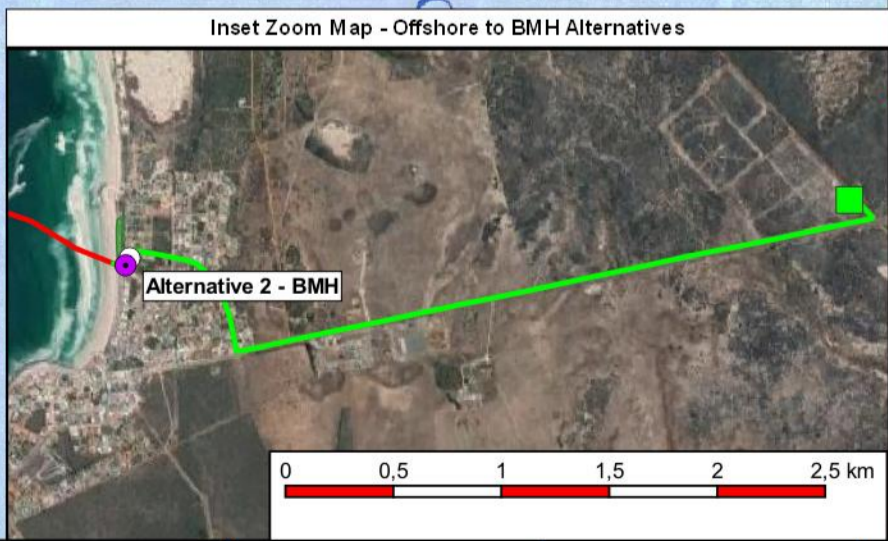 Inset Zoom Map - Offshore to BMH Alternatives
Alternative 2 - BMH
0 0,5 1 1,5 2 2,5 km